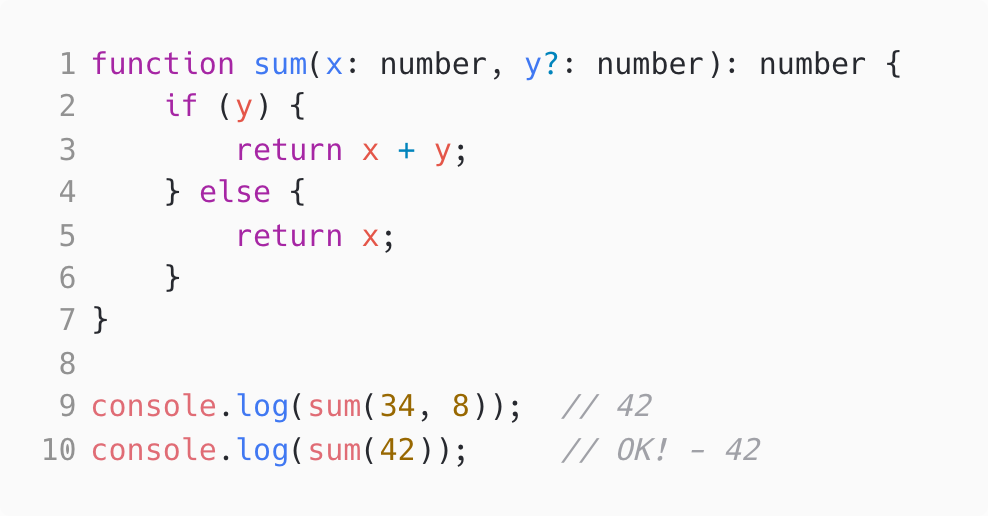 1 function sum(x: number, y?: number): number {
2     if (y) {
3         return x + y;
4     } else {
5         return x;
6     }
7 }
8
9 console.log(sum(34, 8));  // 42
10 console.log(sum(42));     // OK! - 42